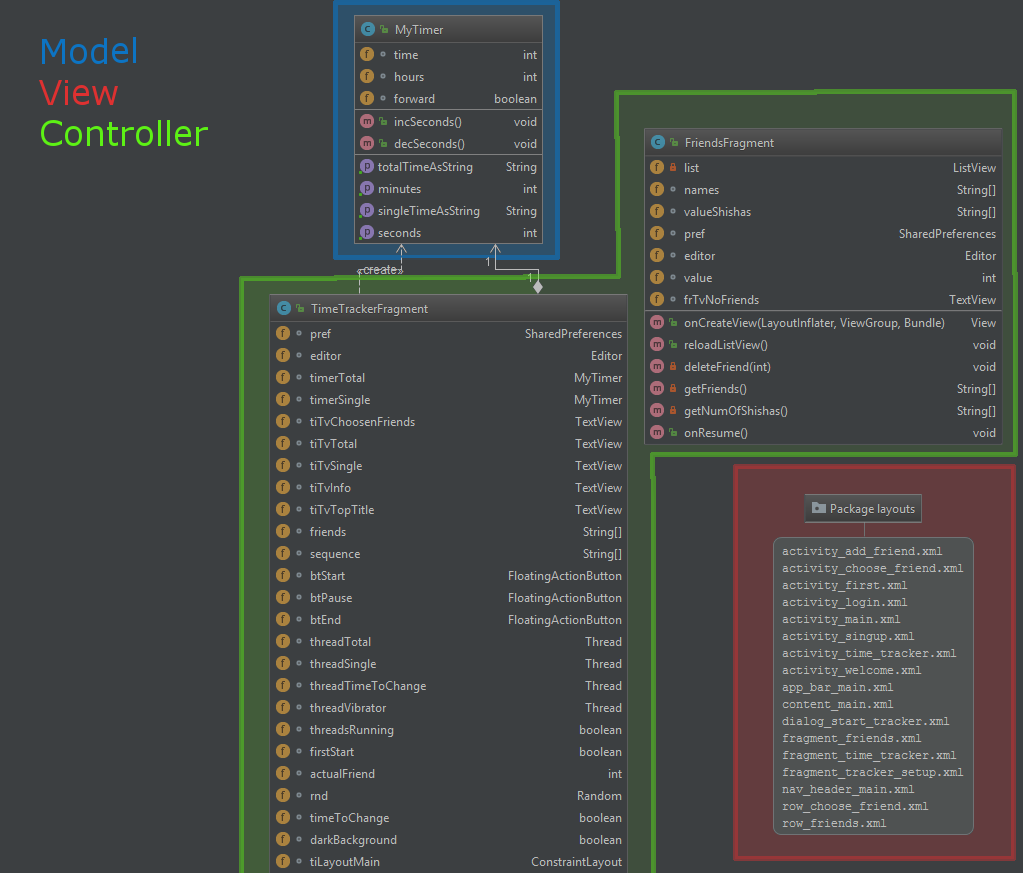 Model
View
Controller
C MyTimer
f time int
f hours int
f forward boolean
m incSeconds() void
m decSeconds() void
p totalTimeAsString String
p minutes int
p singleTimeAsString String
p seconds int
«create»
1
1
C TimeTrackerFragment
f pref SharedPreferences
f editor Editor
f timerTotal MyTimer
f timerSingle MyTimer
f tiTvChoosenFriends TextView
f tiTvTotal TextView
f tiTvSingle TextView
f tiTvInfo TextView
f tiTvTopTitle TextView
f friends String[]
f sequence String[]
f btStart FloatingActionButton
f btPause FloatingActionButton
f btEnd FloatingActionButton
f threadTotal Thread
f threadSingle Thread
f threadTimeToChange Thread
f threadVibrator Thread
f threadsRunning boolean
f firstStart boolean
f actualFriend int
f rnd Random
f timeToChange boolean
f darkBackground boolean
f tiLayoutMain ConstraintLayout
C FriendsFragment
f list ListView
f names String[]
f valueShishas String[]
f pref SharedPreferences
f editor Editor
f value int
f frTvNoFriends TextView
m onCreateView(LayoutInflater, ViewGroup, Bundle) View
m reloadListView() void
m deleteFriend(int) void
m getFriends() String[]
m getNumOfShishas() String[]
m onResume() void
Package layouts
activity_add_friend.xml
activity_choose_friend.xml
activity_first.xml
activity_login.xml
activity_main.xml
activity_singup.xml
activity_time_tracker.xml
activity_welcome.xml
app_bar_main.xml
content_main.xml
dialog_start_tracker.xml
fragment_friends.xml
fragment_time_tracker.xml
fragment_tracker_setup.xml
nav_header_main.xml
row_choose_friend.xml
row_friends.xml